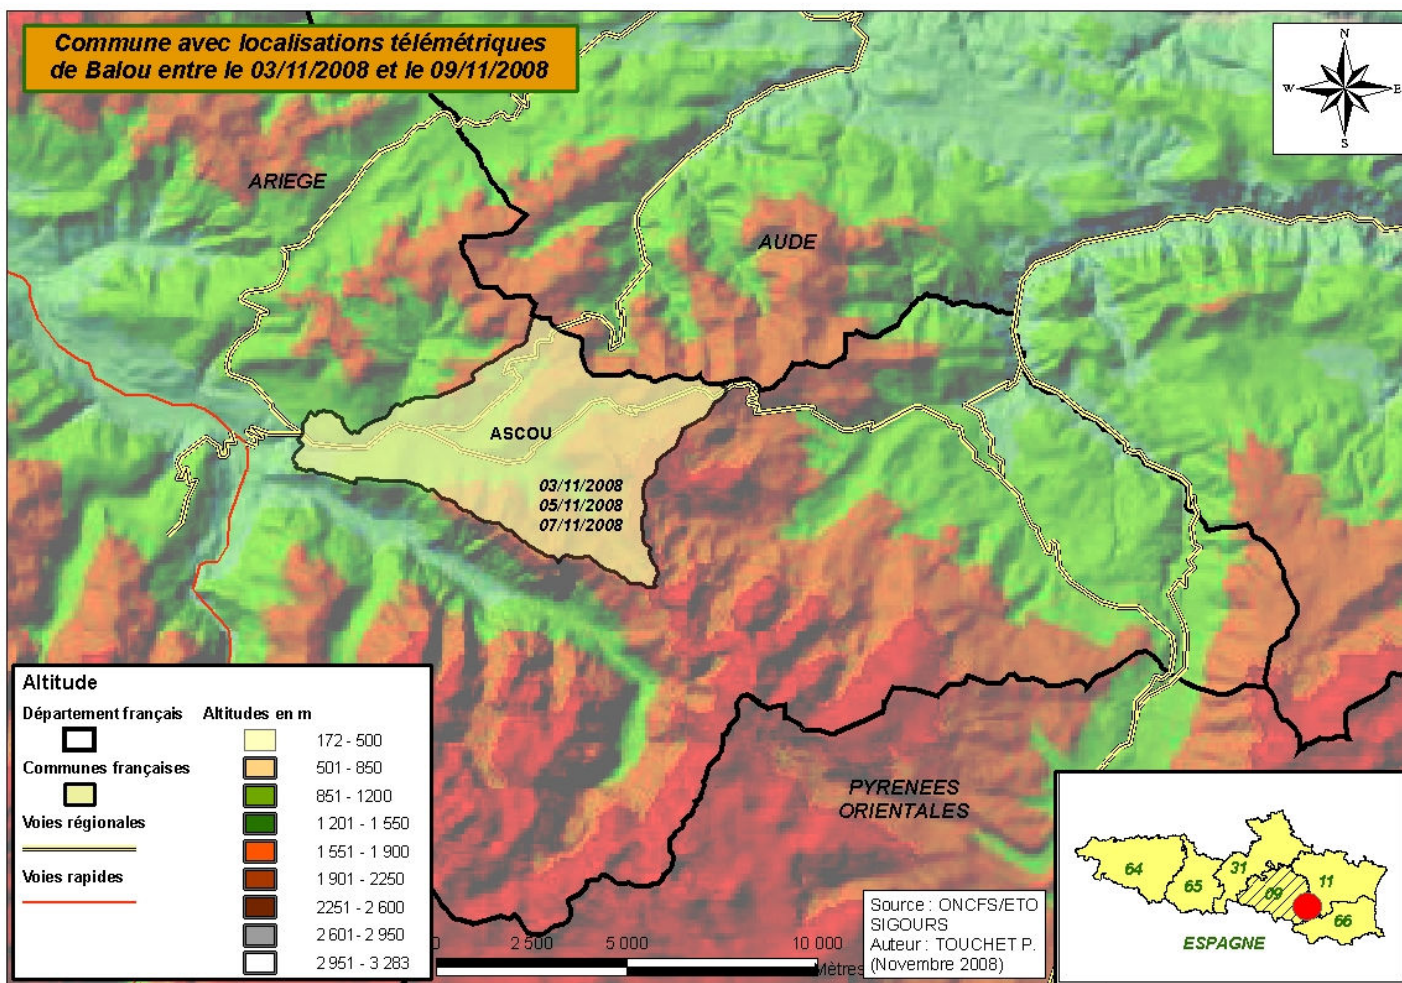 Commune avec localisations télémétriques
de Balou entre le 03/11/2008 et le 09/11/2008
N
W
E
S
ARIEGE
AUDE
ASCOU
03/11/2008
05/11/2008
07/11/2008
PYRENEES
ORIENTALES
Altitude
Département français
Communes françaises
Voies régionales
Voies rapides
Altitudes en m
172 - 500
501 - 850
851 - 1200
1 201 - 1 550
1 551 - 1 900
1 901 - 2250
2251 - 2 600
2 601 - 2 950
2 951 - 3 283
0 2 500 5 000 10 000
Mètres
Source : ONCFS/ETO
SIGOURS
Auteur : TOUCHET P.
(Novembre 2008)
64
65
31
09
11
66
ESPAGNE